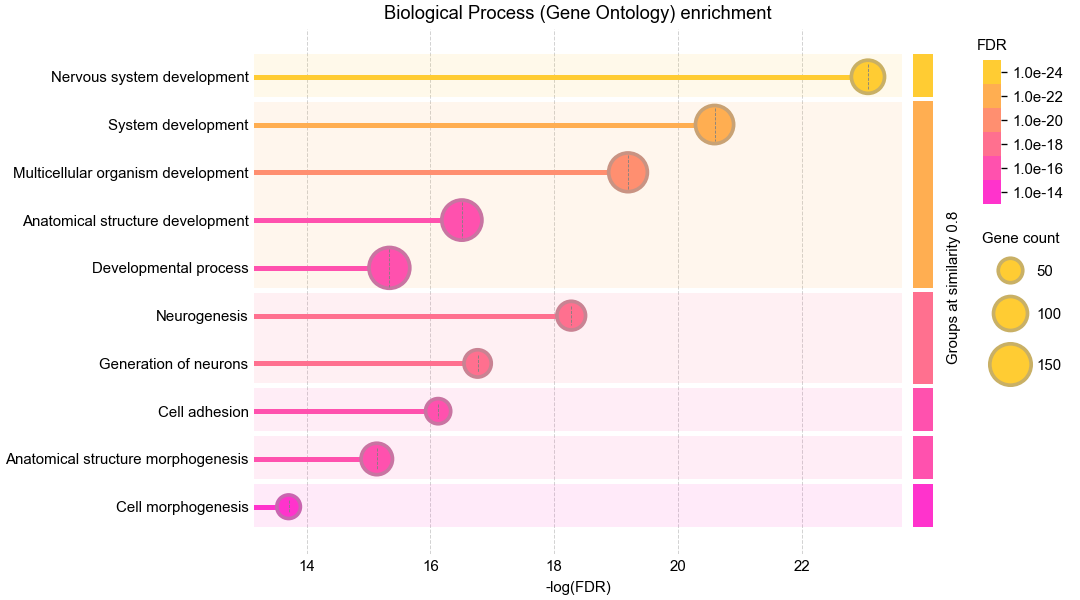 Biological Process (Gene Ontology) enrichment
Nervous system development
System development
Multicellular organism development
Anatomical structure development
Developmental process
Neurogenesis
Generation of neurons
Cell adhesion
Anatomical structure morphogenesis
Cell morphogenesis
14 16 18 20 22
-log(FDR)
Groups at similarity 0.8
FDR
1.0e-24
1.0e-22
1.0e-20
1.0e-18
1.0e-16
1.0e-14
Gene count
50
100
150